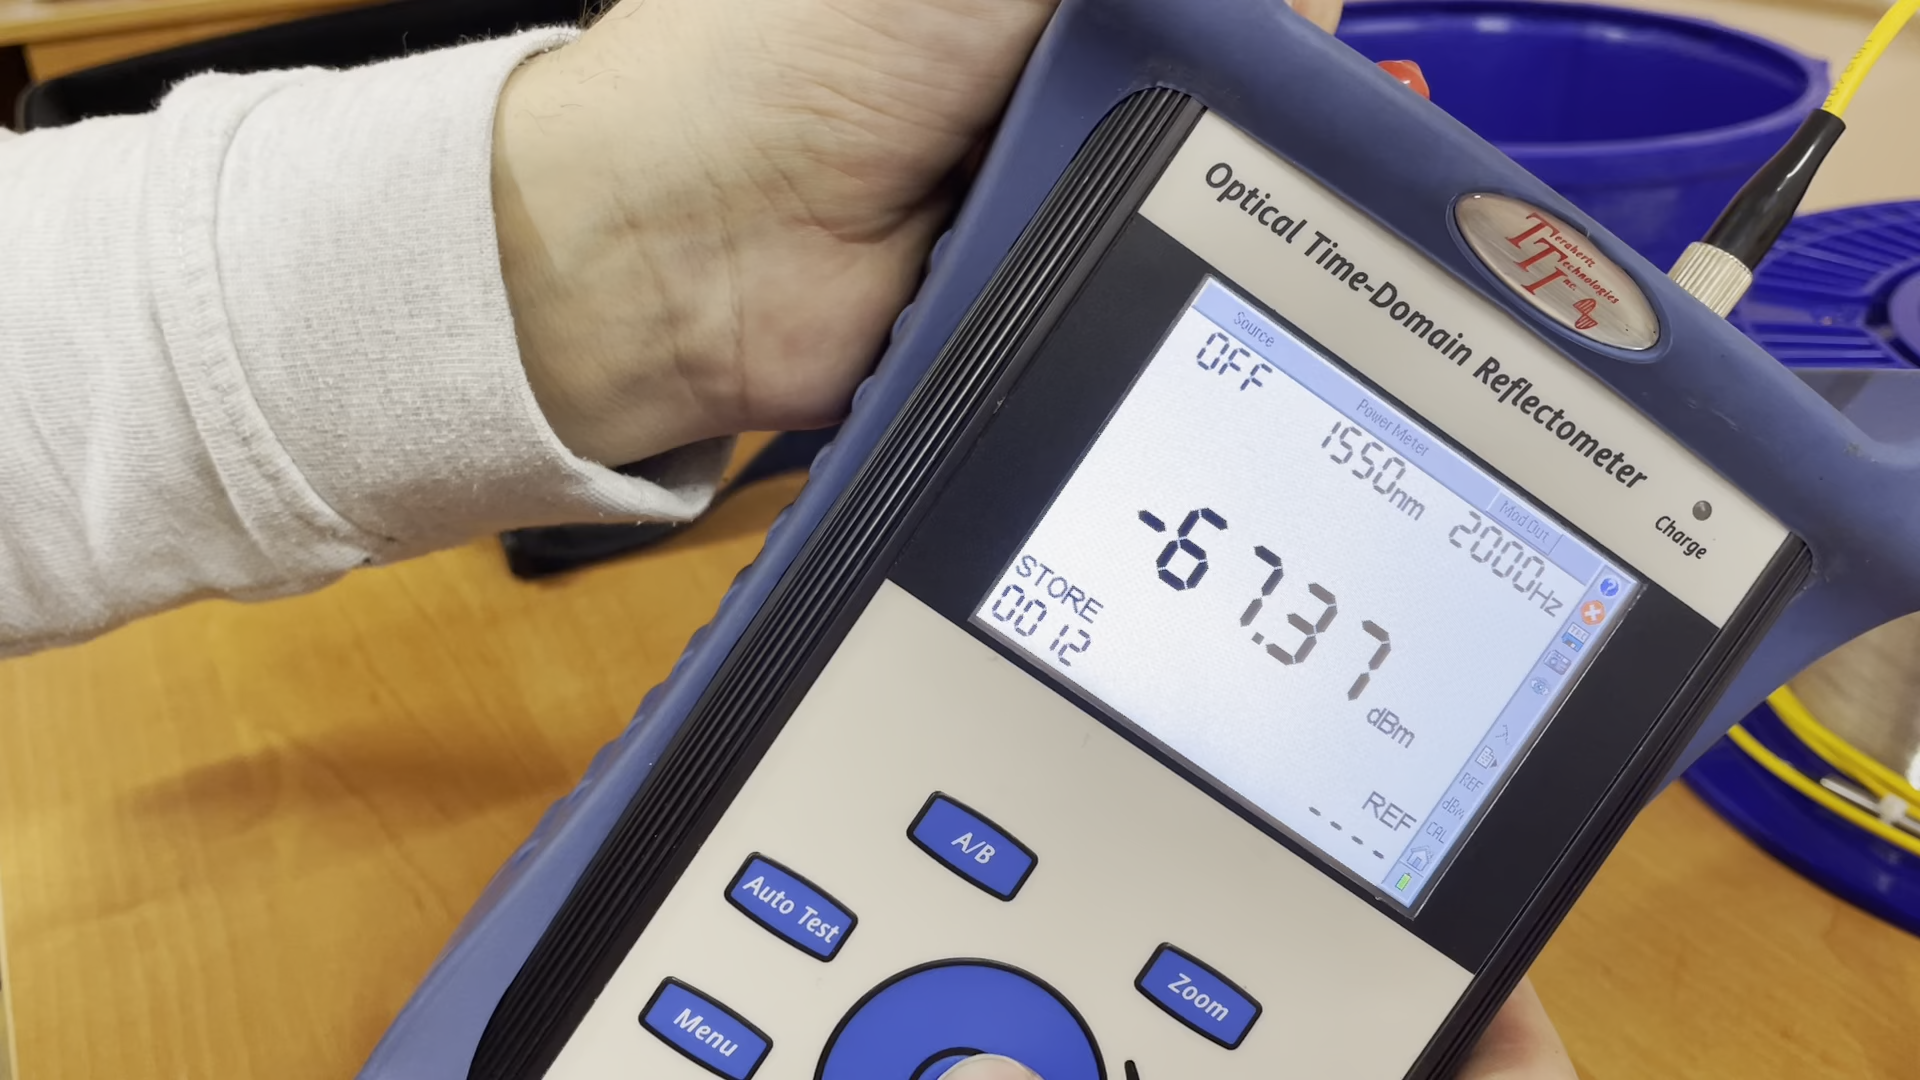 Optical Time-Domain Reflectometer
Terahertz
Technologies
Inc.
Charge
Source
Power Meter
Mod Out
OFF
1550nm
2000Hz
-67.37
dBm
STORE
0012
REF
----
REF
dBm
CAL
A/B
Auto Test
Zoom
Menu